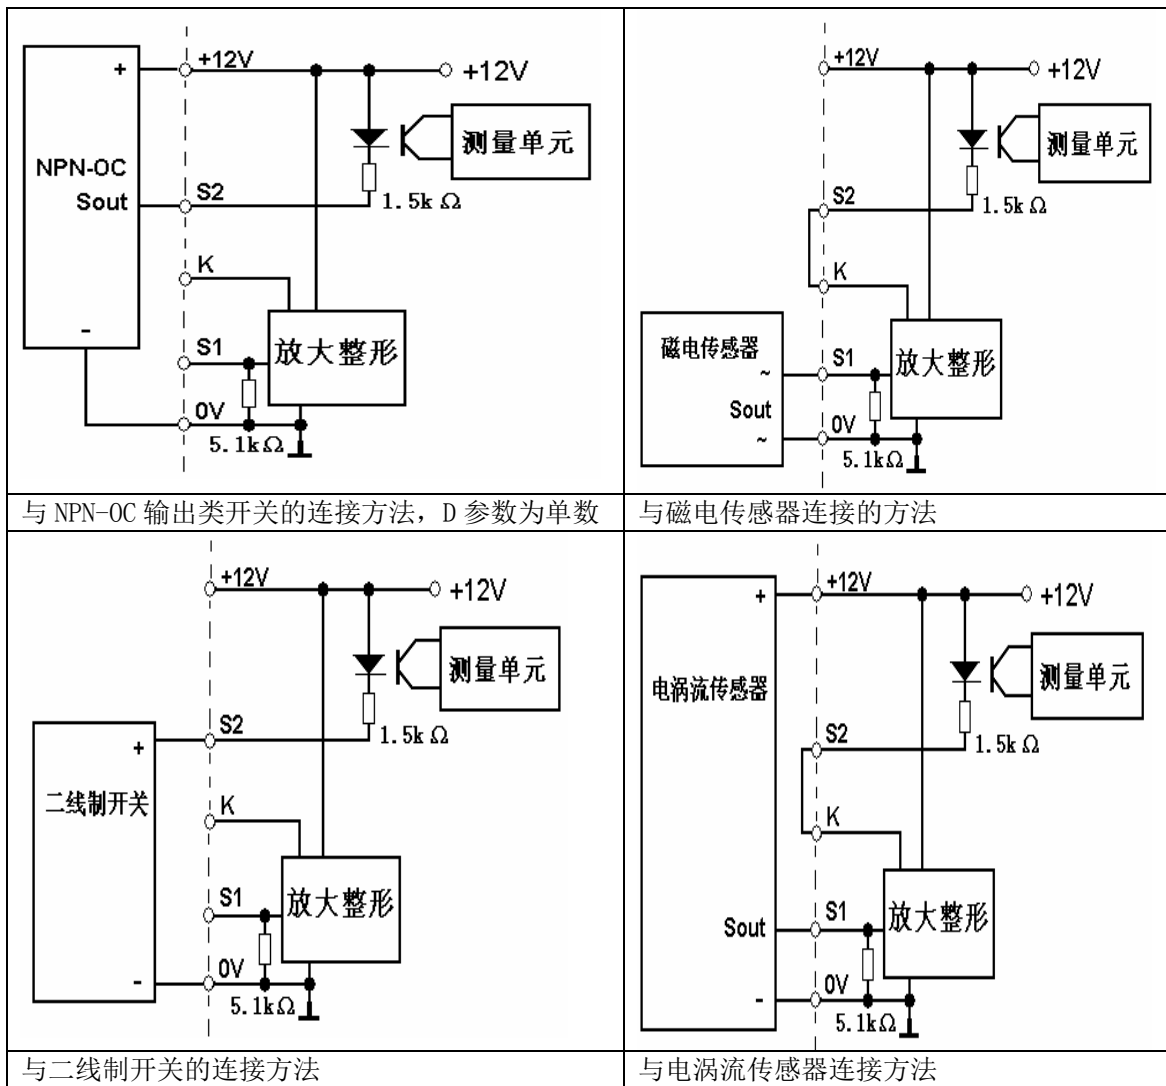 +12V
+12V
+
测量单元
NPN-OC
Sout
S2
1.5kΩ
K
-
S1
放大整形
0V
5.1kΩ
与 NPN-OC 输出类开关的连接方法，D 参数为单数
+12V
+12V
测量单元
S2
1.5kΩ
K
磁电传感器
~
S1
放大整形
Sout
~
0V
5.1kΩ
与磁电传感器连接的方法
+12V
+12V
测量单元
S2
+
1.5kΩ
二线制开关
K
S1
放大整形
0V
-
5.1kΩ
与二线制开关的连接方法
+
+12V
+12V
测量单元
电涡流传感器
S2
1.5kΩ
K
Sout
S1
放大整形
0V
-
5.1kΩ
与电涡流传感器连接方法